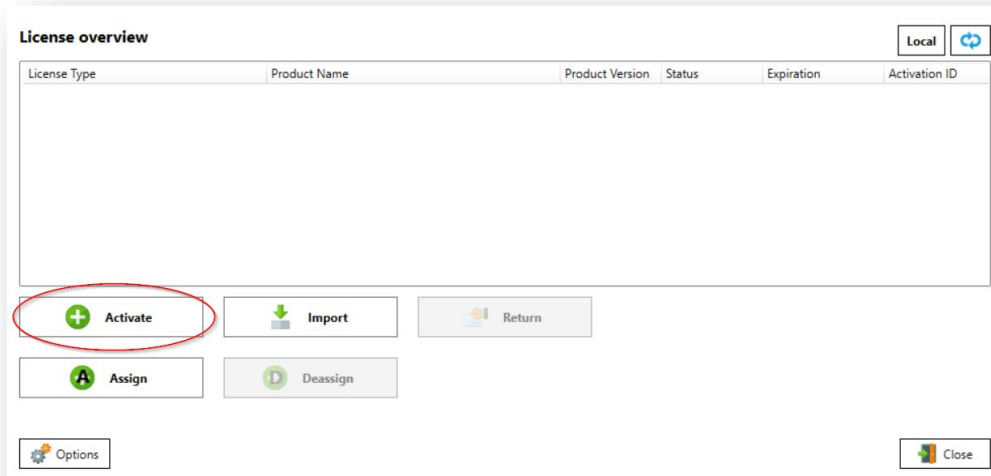 License overview
Local
License Type Product Name Product Version Status Expiration Activation ID
Activate Import Return
A Assign D Deassign
Options Close